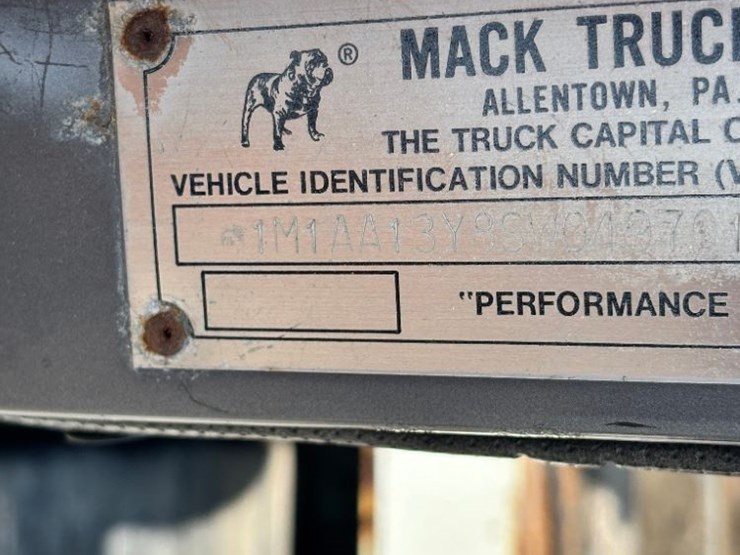 ®
MACK TRUC
ALLENTOWN, PA.
THE TRUCK CAPITAL
VEHICLE IDENTIFICATION NUMBER
"PERFORMANCE